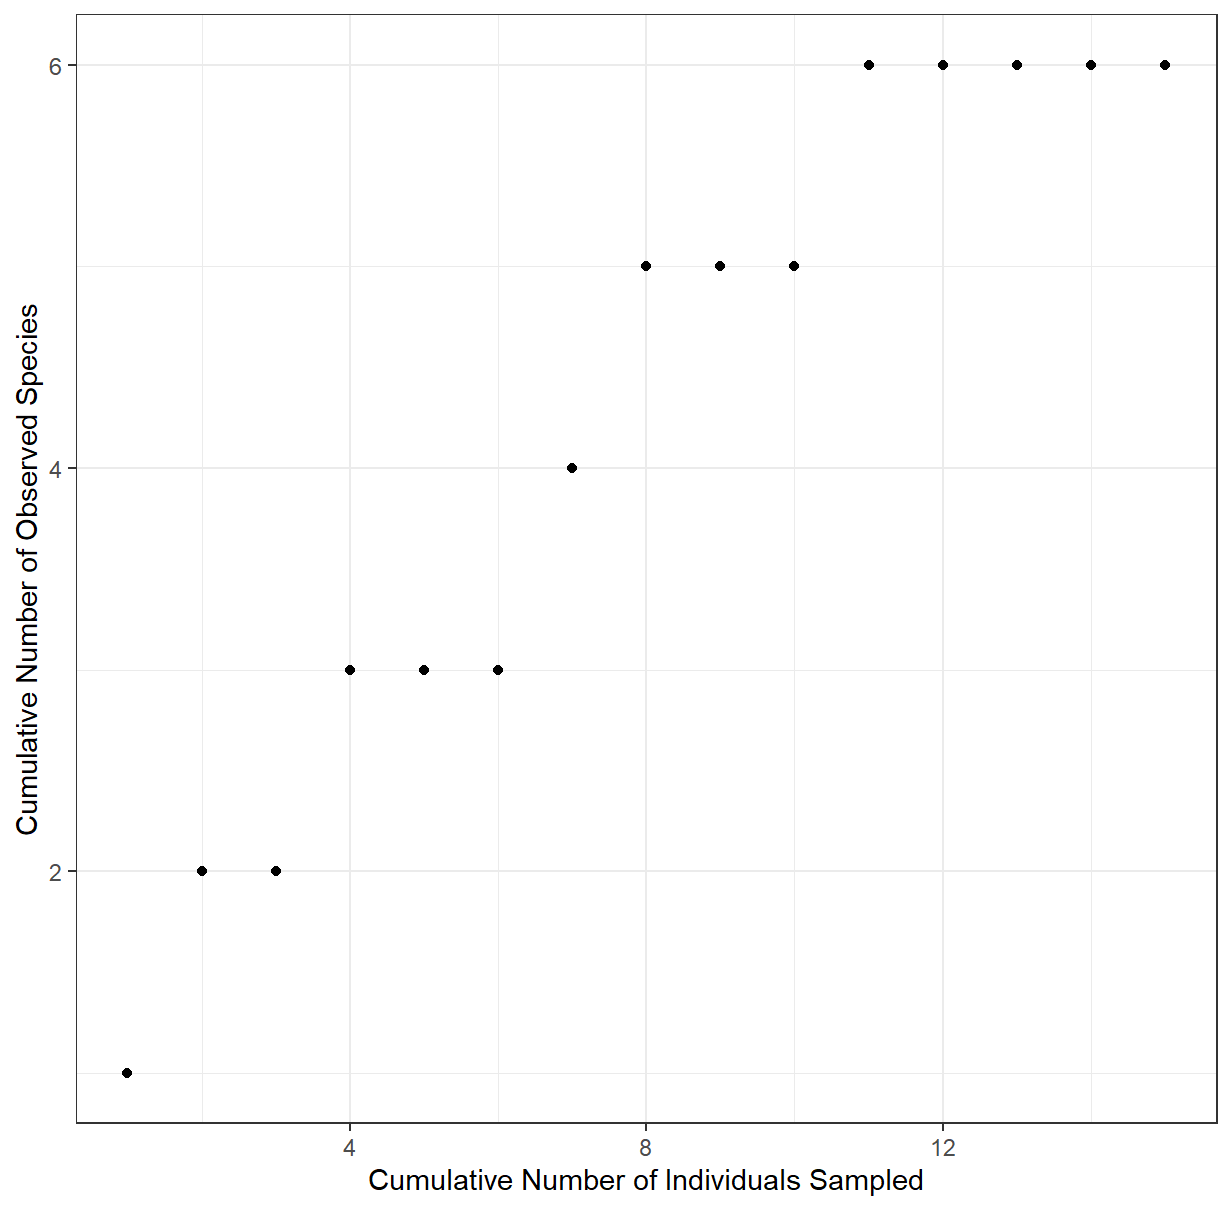 6
4
2
Cumulative Number of Observed Species
4 8 12
Cumulative Number of Individuals Sampled